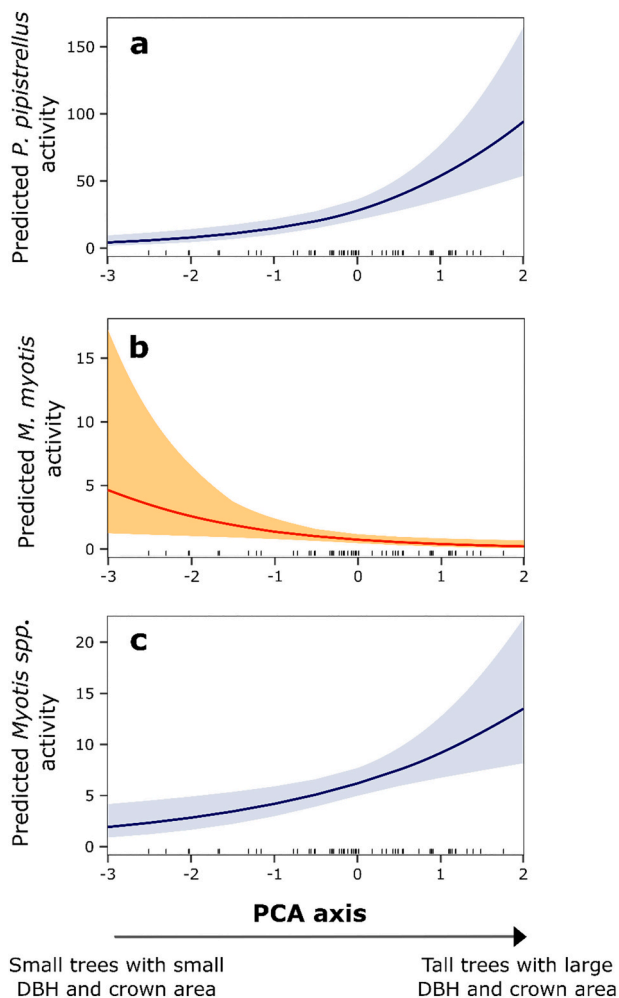 a
Predicted P. pipistrellus
activity
150
100
50
0
-3 -2 -1 0 1 2
b
Predicted M. myotis
activity
15
10
5
0
-3 -2 -1 0 1 2
c
Predicted Myotis spp.
activity
20
15
10
5
0
-3 -2 -1 0 1 2
PCA axis
Small trees with small
DBH and crown area
Tall trees with large
DBH and crown area